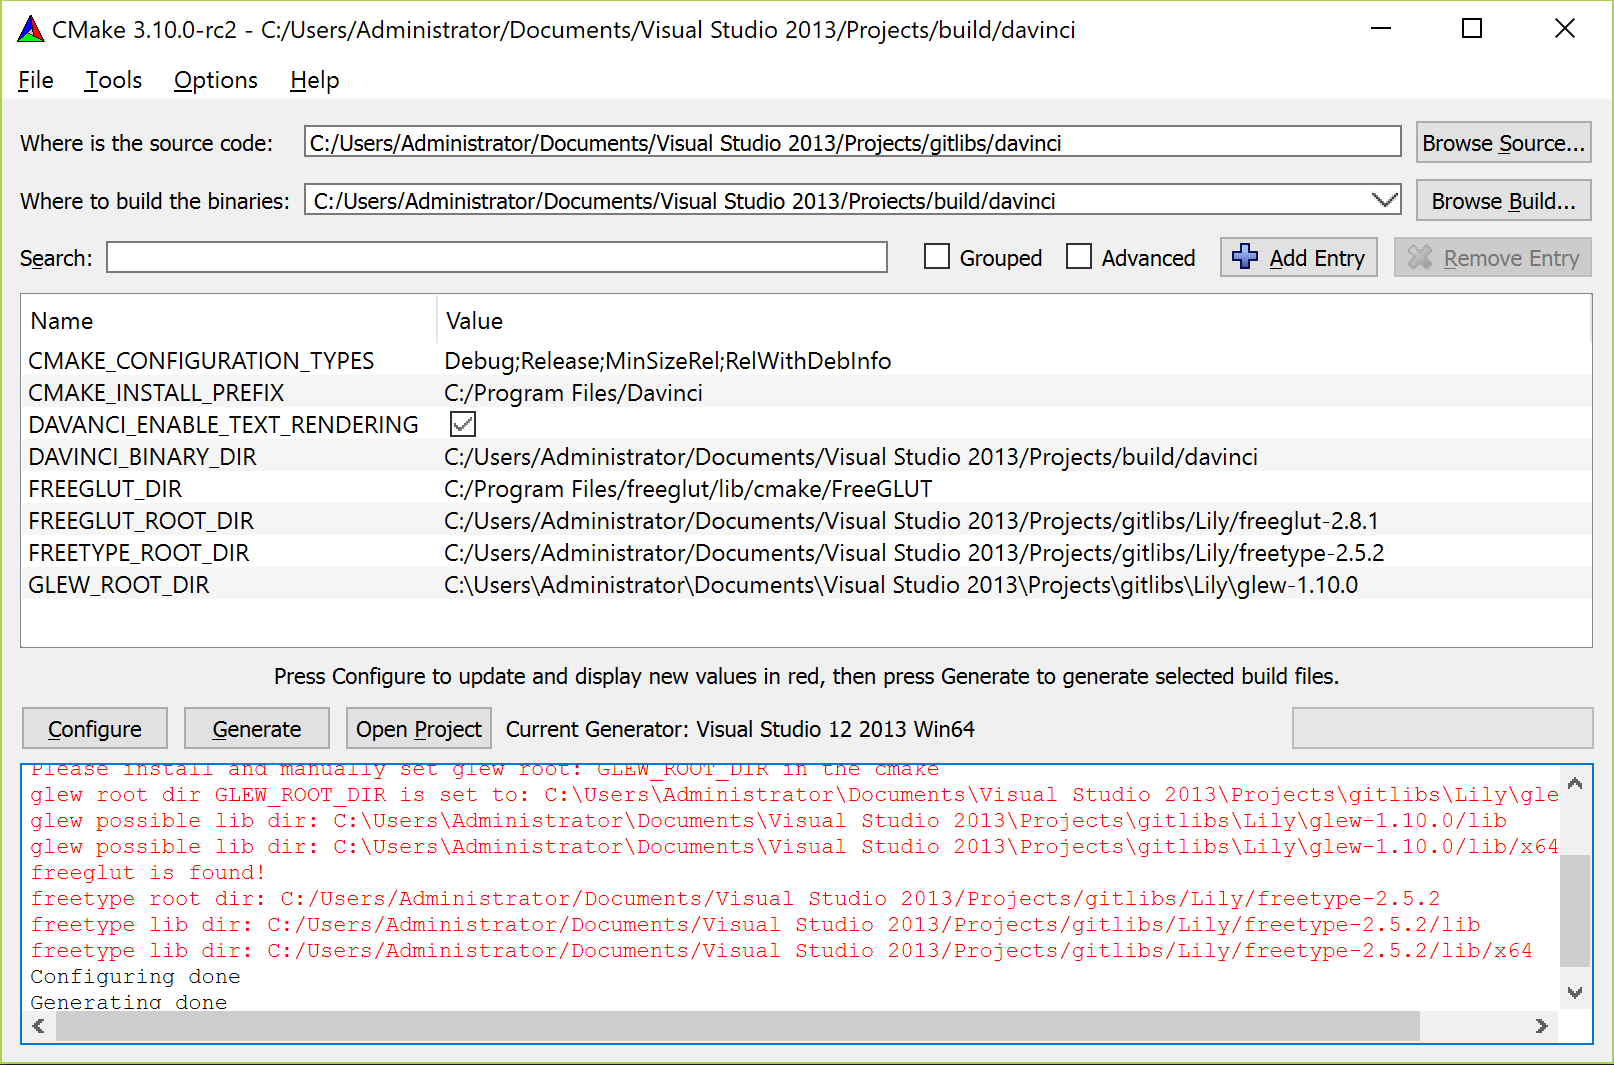 CMake 3.10.0-rc2 - C:/Users/Administrator/Documents/Visual Studio 2013/Projects/build/davinci
File Tools Options Help
Where is the source code: C:/Users/Administrator/Documents/Visual Studio 2013/Projects/gitlibs/davinci Browse Source...
Where to build the binaries: C:/Users/Administrator/Documents/Visual Studio 2013/Projects/build/davinci Browse Build...
Search: Grouped Advanced Add Entry Remove Entry
Name Value
CMAKE_CONFIGURATION_TYPES Debug;Release;MinSizeRel;RelWithDebInfo
CMAKE_INSTALL_PREFIX C:/Program Files/Davinci
DAVANCI_ENABLE_TEXT_RENDERING
DAVINCI_BINARY_DIR C:/Users/Administrator/Documents/Visual Studio 2013/Projects/build/davinci
FREEGLUT_DIR C:/Program Files/freeglut/lib/cmake/FreeGLUT
FREEGLUT_ROOT_DIR C:/Users/Administrator/Documents/Visual Studio 2013/Projects/gitlibs/Lily/freeglut-2.8.1
FREETYPE_ROOT_DIR C:/Users/Administrator/Documents/Visual Studio 2013/Projects/gitlibs/Lily/freetype-2.5.2
GLEW_ROOT_DIR C:\Users\Administrator\Documents\Visual Studio 2013\Projects\gitlibs\Lily\glew-1.10.0
Press Configure to update and display new values in red, then press Generate to generate selected build files.
Configure Generate Open Project Current Generator: Visual Studio 12 2013 Win64
Please install and manually set glew root: GLEW_ROOT_DIR in the cmake
glew root dir GLEW_ROOT_DIR is set to: C:\Users\Administrator\Documents\Visual Studio 2013\Projects\gitlibs\Lily\gle
glew possible lib dir: C:\Users\Administrator\Documents\Visual Studio 2013\Projects\gitlibs\Lily\glew-1.10.0/lib
glew possible lib dir: C:\Users\Administrator\Documents\Visual Studio 2013\Projects\gitlibs\Lily\glew-1.10.0/lib/x64
freeglut is found!
freetype root dir: C:/Users/Administrator/Documents/Visual Studio 2013/Projects/gitlibs/Lily/freetype-2.5.2
freetype lib dir: C:/Users/Administrator/Documents/Visual Studio 2013/Projects/gitlibs/Lily/freetype-2.5.2/lib
freetype lib dir: C:/Users/Administrator/Documents/Visual Studio 2013/Projects/gitlibs/Lily/freetype-2.5.2/lib/x64
Configuring done
Generating done